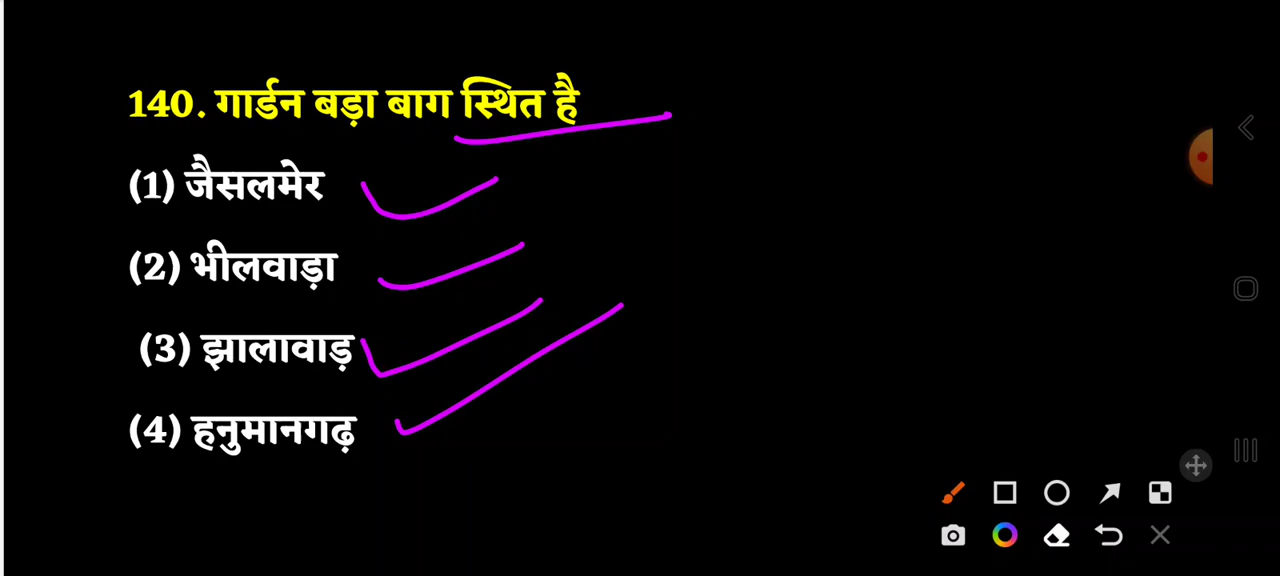 140. गार्डन बड़ा बाग स्थित है
(1) जैसलमेर
(2) भीलवाड़ा
(3) झालावाड़
(4) हनुमानगढ़